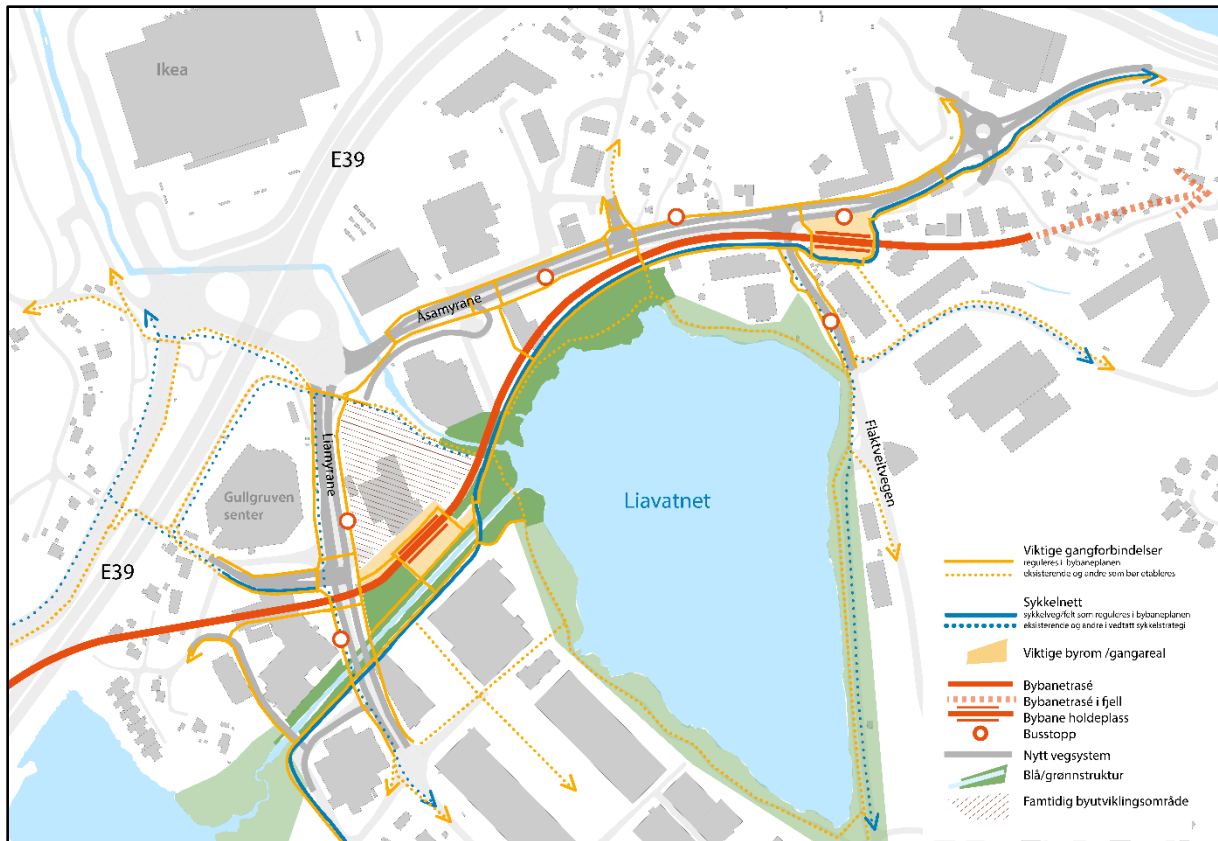 Ikea
E39
Åsamyrane
Liamyrane
Gullgruven
senter
E39
Liavatnet
Flaktveitvegen
Viktige gangforbindelser
reguleres i bybaneplanen
eksisterende og andre som bør etableres
Sykkelnett
sykkelveg/felt som reguleres i bybaneplanen
eksisterende og andre i vedtatt sykkelstrategi
Viktige byrom /gangareal
Bybanetrasé
Bybanetrasé i fjell
Bybane holdeplass
Busstopp
Nytt vegsystem
Blå/grønnstruktur
Famtidig byutviklingsområde